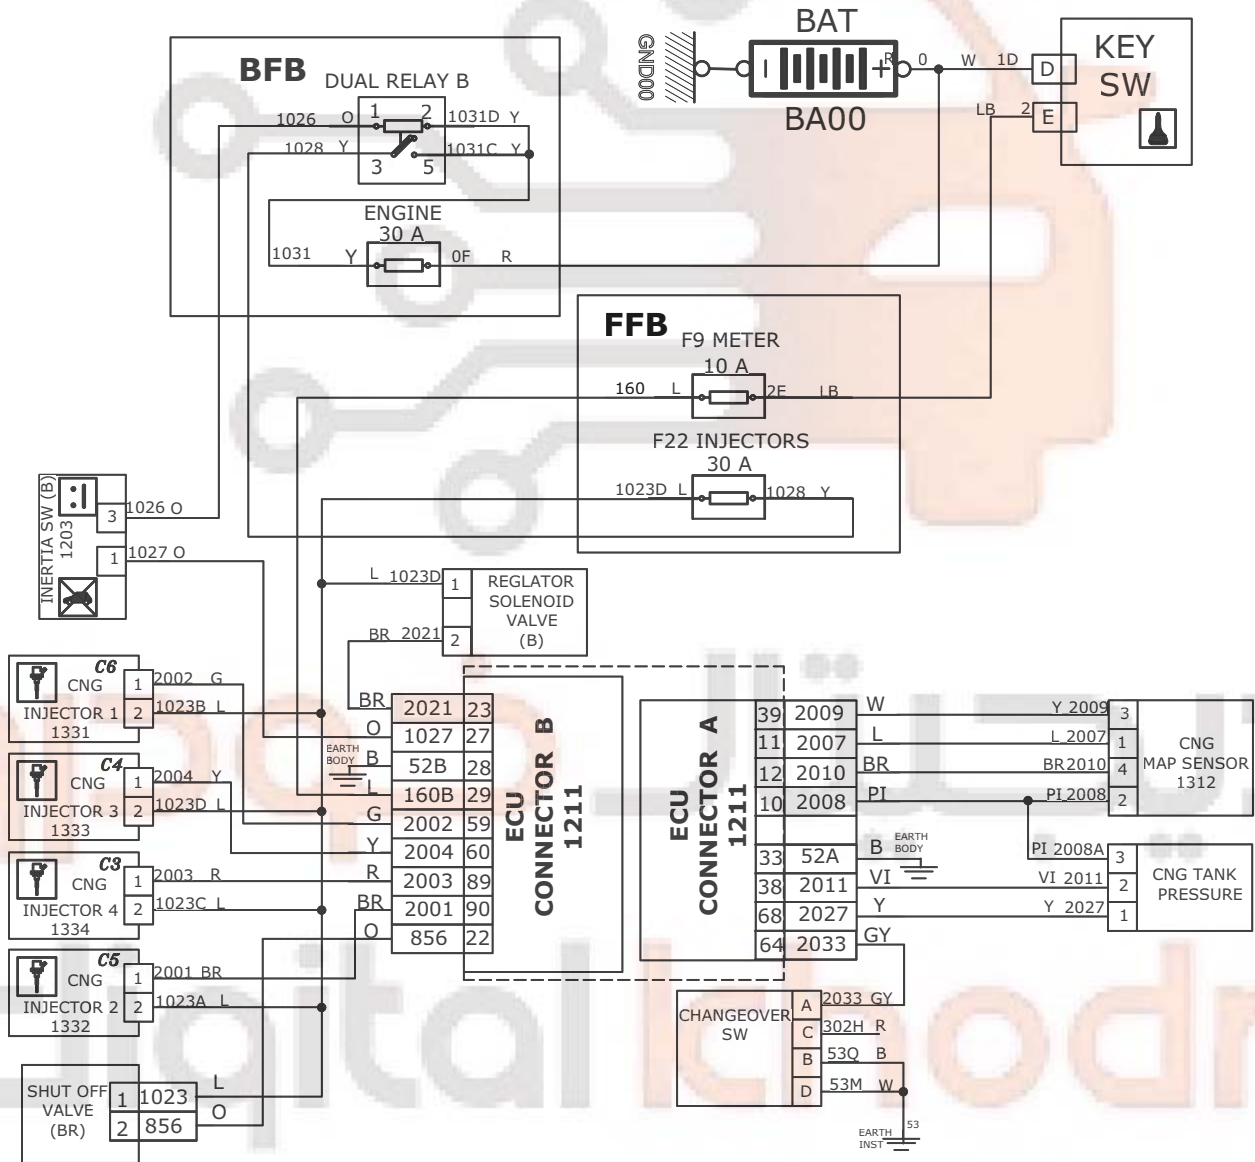 BAT
GND00
R 0 W 1D
BA00
KEY
SW
D
LB 2 E
BFB
DUAL RELAY B
1026 O 1 2 1031D Y
1028 Y 3 5 1031C Y
ENGINE
30 A
1031 Y 0F R
FFB
F9 METER
10 A
160 L 2E LB
F22 INJECTORS
30 A
1023D L 1028 Y
INERTIA SW (B)
1203
3 1026 O
1 1027 O
L 1023D 1
BR 2021 2
REGLATOR
SOLENOID
VALVE
(B)
C6
CNG
INJECTOR 1
1331
1 2002 G
2 1023B L
C4
CNG
INJECTOR 3
1333
1 2004 Y
2 1023D L
C3
CNG
INJECTOR 4
1334
1 2003 R
2 1023C L
C5
CNG
INJECTOR 2
1332
1 2001 BR
2 1023A L
SHUT OFF
VALVE
(BR)
1 1023 L
2 856 O
BR 2021 23
O 1027 27
EARTH
BODY
B 52B 28
L 160B 29
G 2002 59
Y 2004 60
R 2003 89
BR 2001 90
O 856 22
ECU
CONNECTOR B
1211
ECU
CONNECTOR A
1211
39 2009 W
11 2007 L
12 2010 BR
10 2008 PI
33 52A B
EARTH
BODY
38 2011 VI
68 2027 Y
64 2033 GY
Y 2009 3
L 2007 1
BR2010 4
PI 2008 2
CNG
MAP SENSOR
1312
PI 2008A 3
VI 2011 2
Y 2027 1
CNG TANK
PRESSURE
CHANGEOVER
SW
A 2033 GY
C 302H R
B 53Q B
D 53M W
EARTH
INST
53
digital khodr